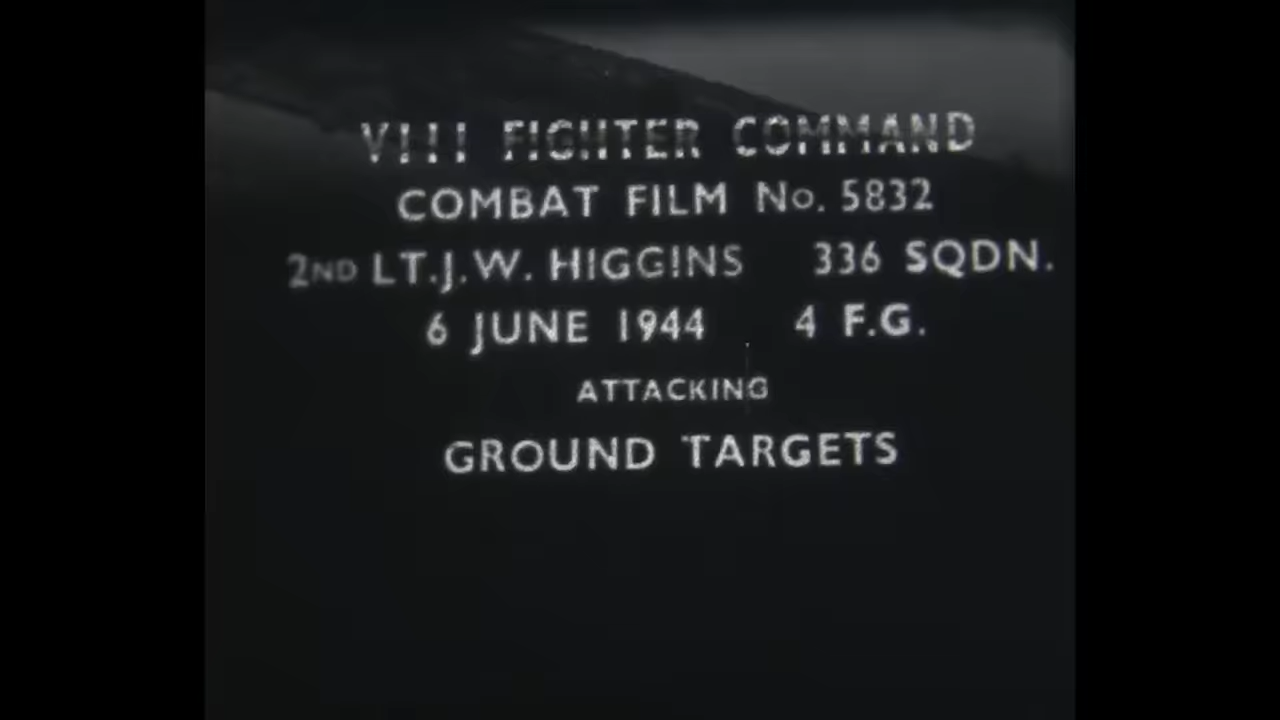 VIII FIGHTER COMMAND
COMBAT FILM No. 5832
2ND LT. J. W. HIGGINS 336 SQDN.
6 JUNE 1944 4 F.G.
ATTACKING
GROUND TARGETS